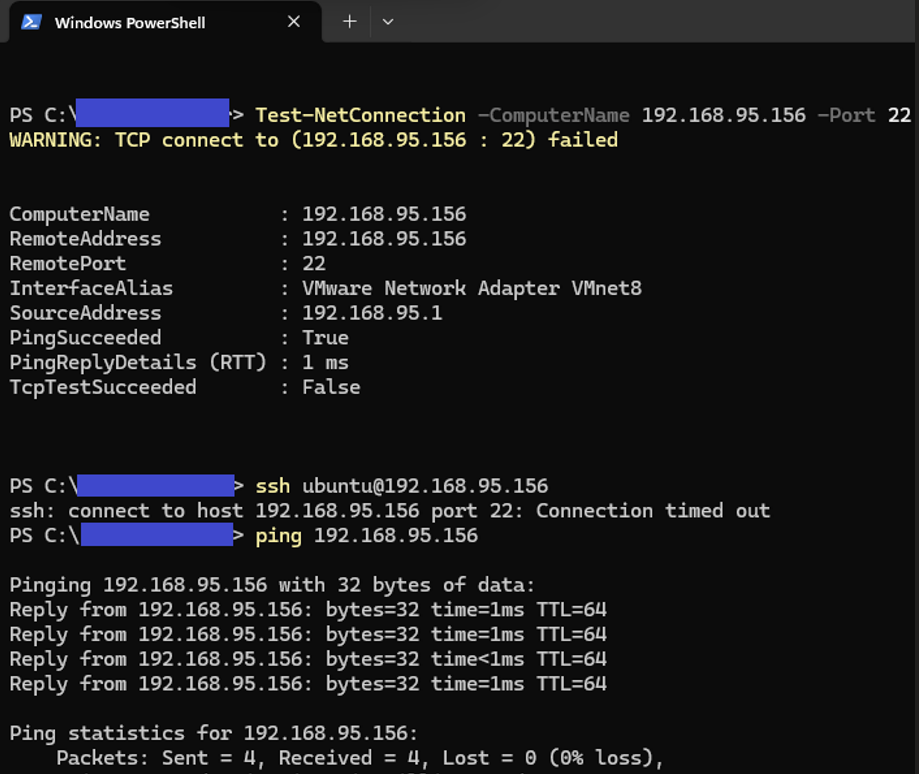 Windows PowerShell
PS C:\> Test-NetConnection -ComputerName 192.168.95.156 -Port 22
WARNING: TCP connect to (192.168.95.156 : 22) failed
ComputerName : 192.168.95.156
RemoteAddress : 192.168.95.156
RemotePort : 22
InterfaceAlias : VMware Network Adapter VMnet8
SourceAddress : 192.168.95.1
PingSucceeded : True
PingReplyDetails (RTT) : 1 ms
TcpTestSucceeded : False
PS C:\> ssh ubuntu@192.168.95.156
ssh: connect to host 192.168.95.156 port 22: Connection timed out
PS C:\> ping 192.168.95.156
Pinging 192.168.95.156 with 32 bytes of data:
Reply from 192.168.95.156: bytes=32 time=1ms TTL=64
Reply from 192.168.95.156: bytes=32 time=1ms TTL=64
Reply from 192.168.95.156: bytes=32 time<1ms TTL=64
Reply from 192.168.95.156: bytes=32 time=1ms TTL=64
Ping statistics for 192.168.95.156:
Packets: Sent = 4, Received = 4, Lost = 0 (0% loss),